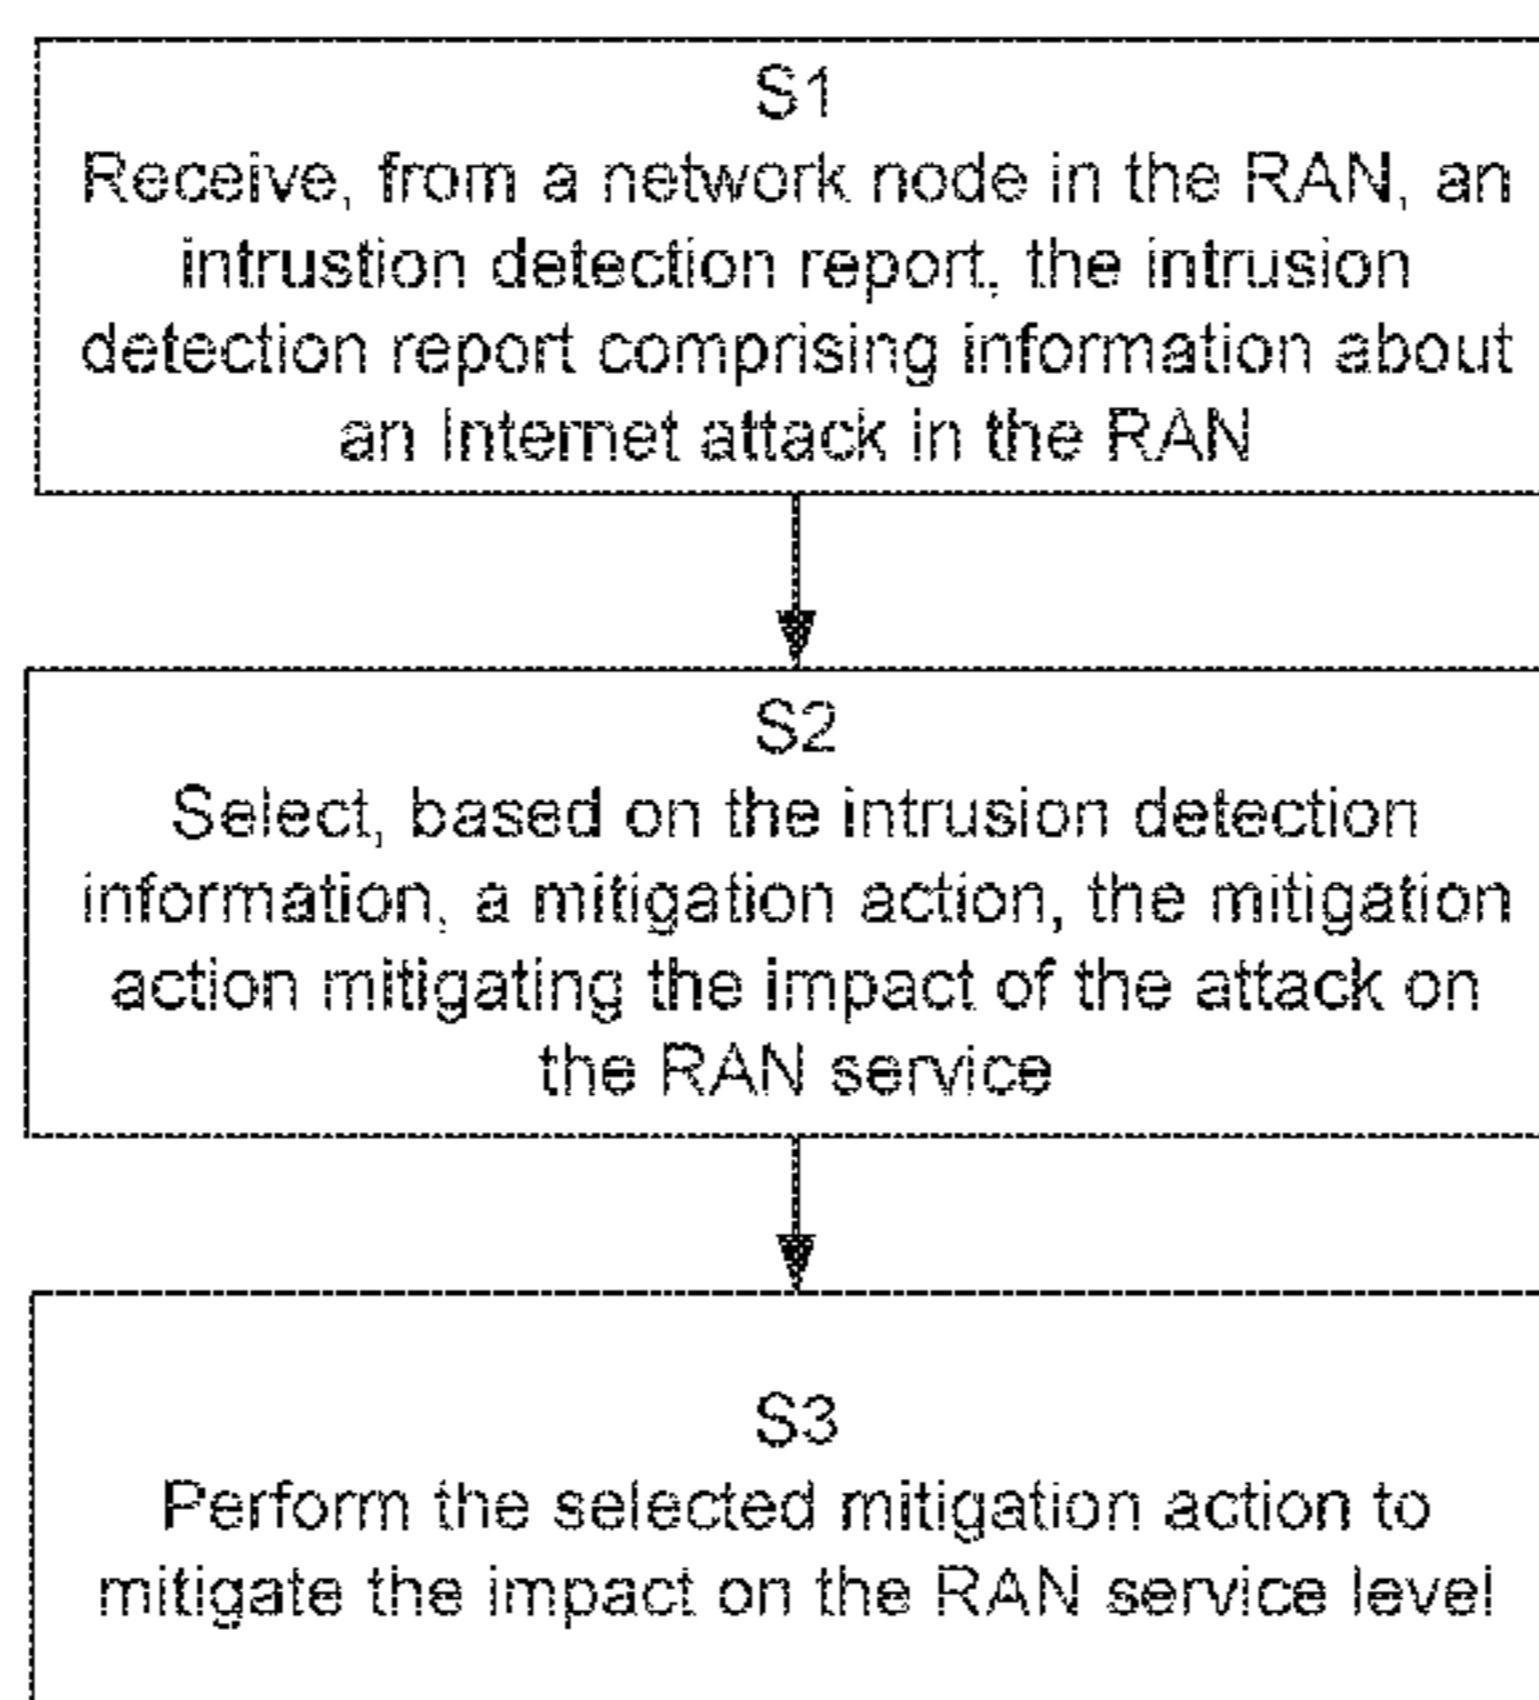 S1
Receive, from a network node in the RAN, an
intrustion detection report, the intrusion
detection report comprising information about
an Internet attack in the RAN
S2
Select, based on the intrusion detection
information, a mitigation action, the mitigation
action mitigating the impact of the attack on
the RAN service
S3
Perform the selected mitigation action to
mitigate the impact on the RAN service level